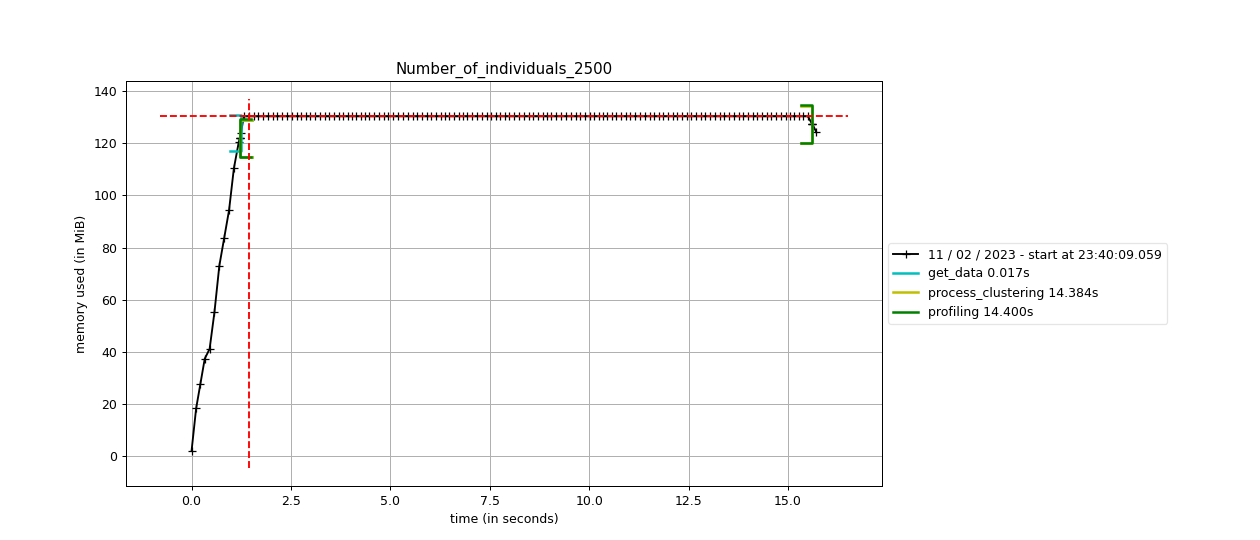 Number_of_individuals_2500
140
120
100
80
60
40
20
0
memory used (in MiB)
0.0 2.5 5.0 7.5 10.0 12.5 15.0
time (in seconds)
11 / 02 / 2023 - start at 23:40:09.059
get_data 0.017s
process_clustering 14.384s
profiling 14.400s